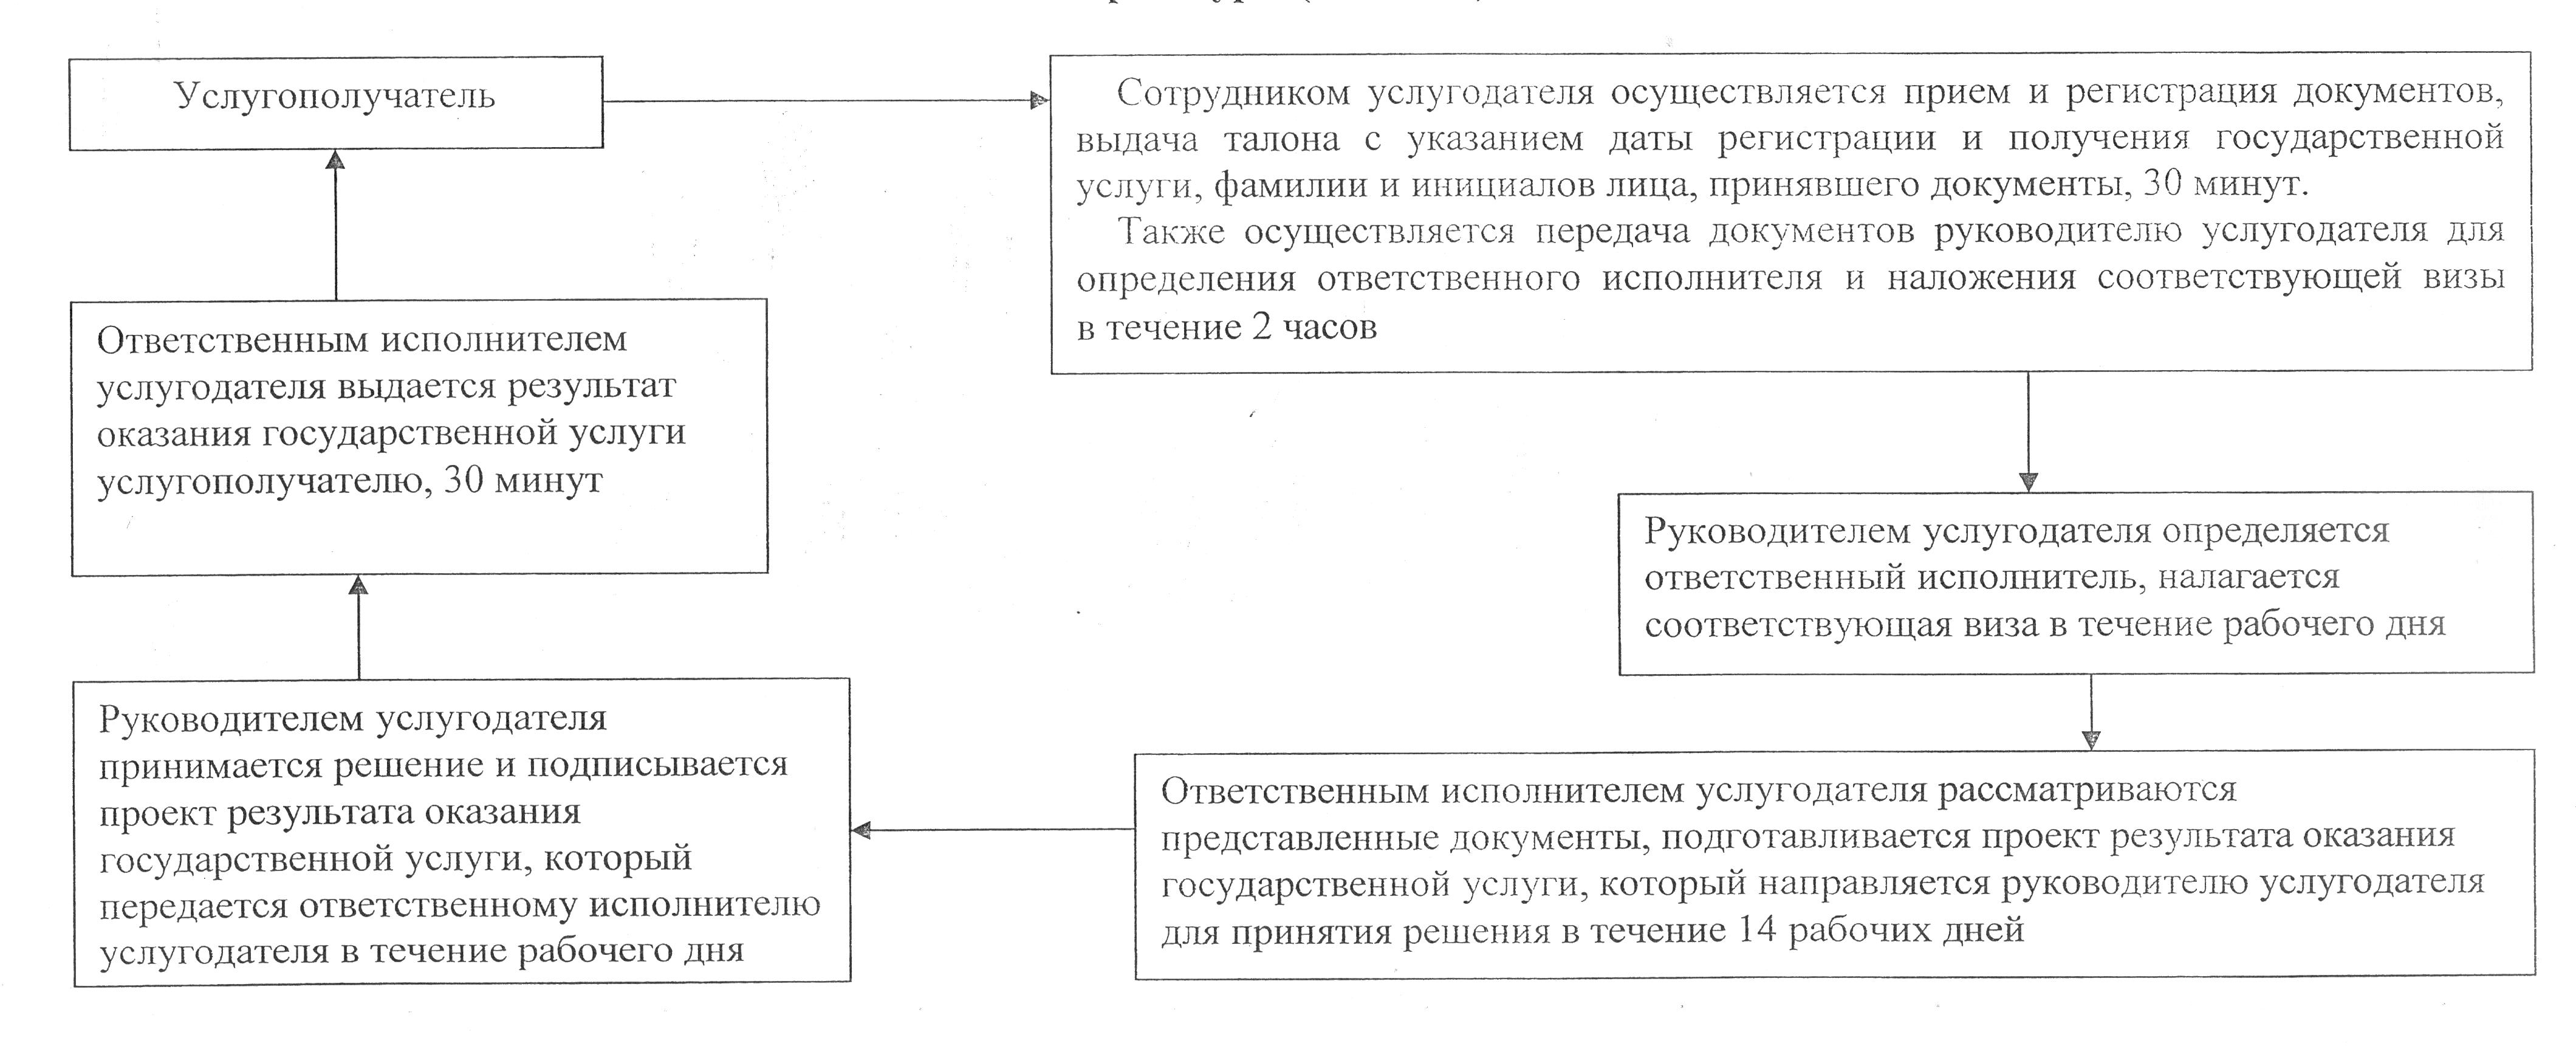 Услугополучатель
Сотрудником услугодателя осуществляется прием и регистрация документов,
выдача талона с указанием даты регистрации и получения государственной
услуги, фамилии и инициалов лица, принявшего документы, 30 минут.
Также осуществляется передача документов руководителю услугодателя для
определения ответственного исполнителя и наложения соответствующей визы
в течение 2 часов
Руководителем услугодателя определяется
ответственный исполнитель, налагается
соответствующая виза в течение рабочего дня
Ответственным исполнителем услугодателя рассматриваются
представленные документы, подготавливается проект результата оказания
государственной услуги, который направляется руководителю услугодателя
для принятия решения в течение 14 рабочих дней
Руководителем услугодателя
принимается решение и подписывается
проект результата оказания
государственной услуги, который
передается ответственному исполнителю
услугодателя в течение рабочего дня
Ответственным исполнителем
услугодателя выдается результат
оказания государственной услуги
услугополучателю, 30 минут